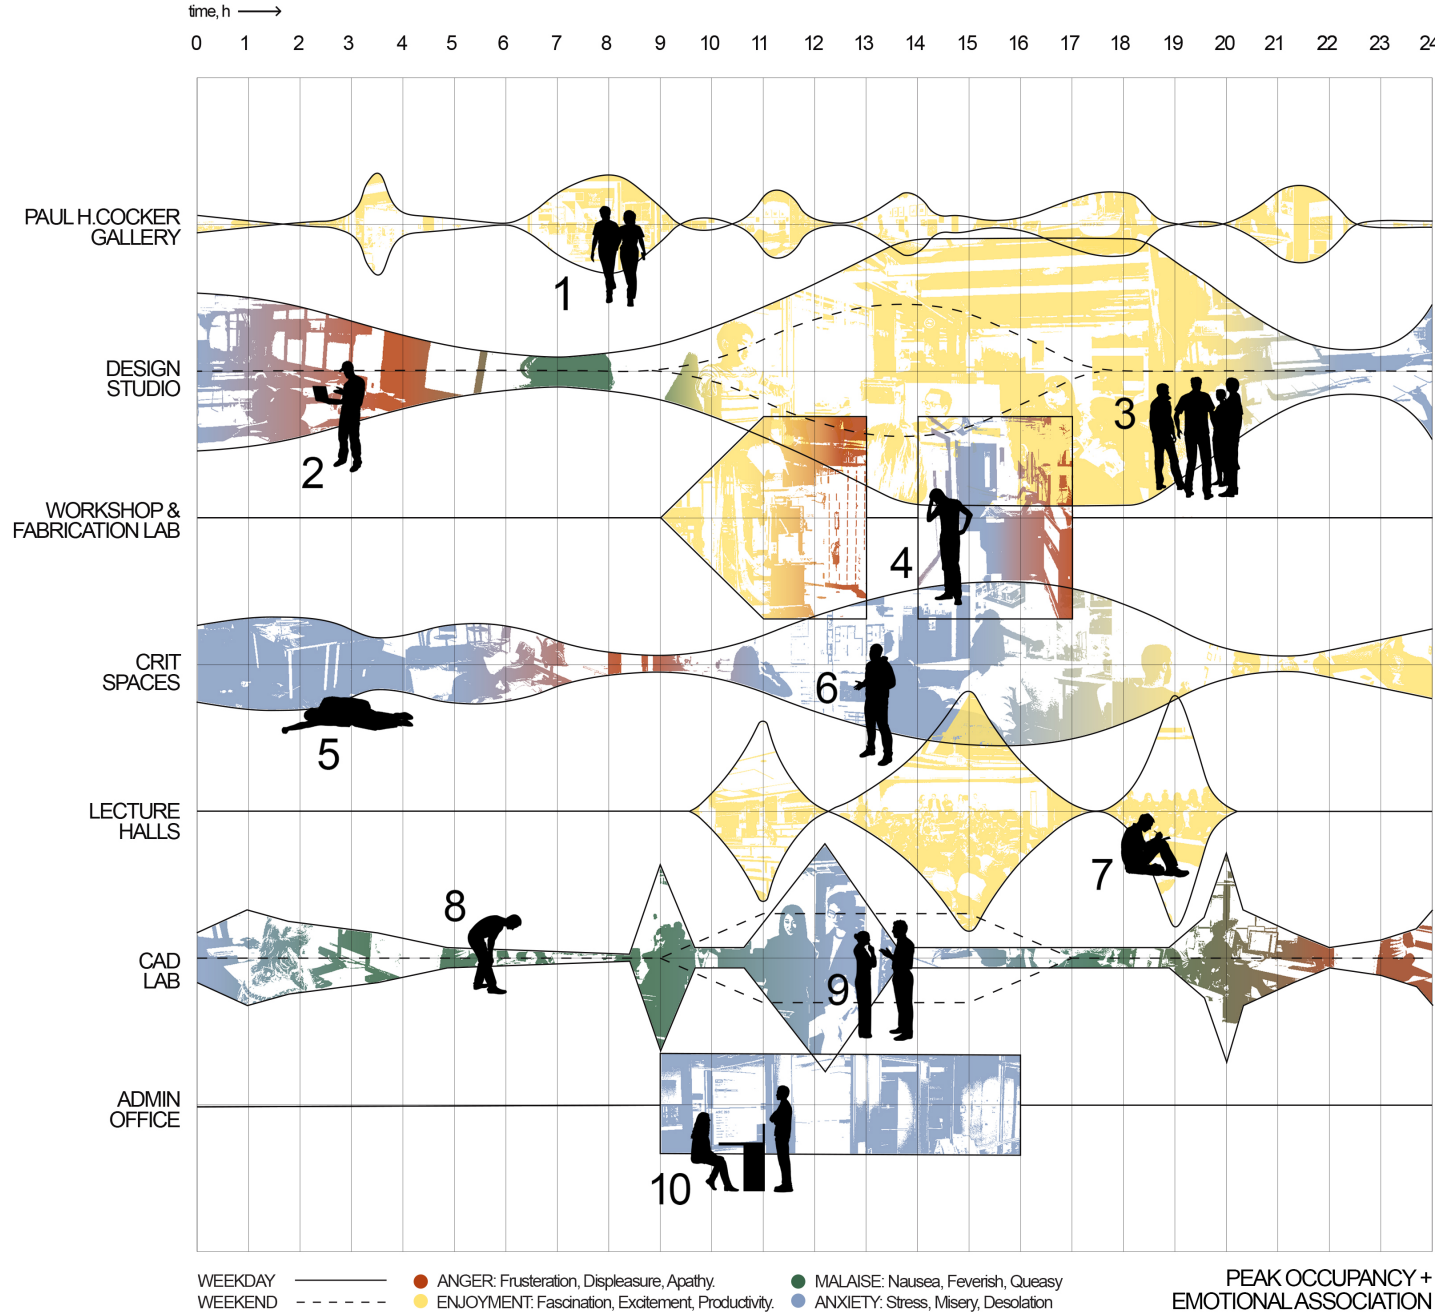 time, h
0 1 2 3 4 5 6 7 8 9 10 11 12 13 14 15 16 17 18 19 20 21 22 23 24
PAUL H.COCKER
GALLERY
1
DESIGN
STUDIO
3
2
WORKSHOP &
FABRICATION LAB
4
CRIT
SPACES
6
5
LECTURE
HALLS
7
8
CAD
LAB
9
ADMIN
OFFICE
10
WEEKDAY
WEEKEND
ANGER: Frusteration, Displeasure, Apathy.
ENJOYMENT: Fascination, Excitement, Productivity.
MALAISE: Nausea, Feverish, Queasy
ANXIETY: Stress, Misery, Desolation
PEAK OCCUPANCY +
EMOTIONAL ASSOCIATION